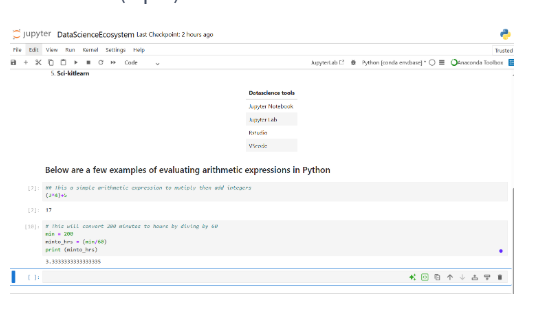 jupyter DataScienceEcosystem Last Checkpoint: 2 hours ago
File Edit View Run Kernel Settings Help Trusted
Code JupyterLab Python [conda env:base] * Anaconda Toolbox
5. Sci-kitlearn
Datascience tools
Jupyter Notebook
Jupyter Lab
Rstudio
VScode
Below are a few examples of evaluating arithmetic expressions in Python
## This a simple arithmetic expression to mutiply then add integers
(3*4)+5
17
# This will convert 200 minutes to hours by diving by 60
min = 200
minto_hrs = (min/60)
print (minto_hrs)
3.3333333333333335
[ ]: